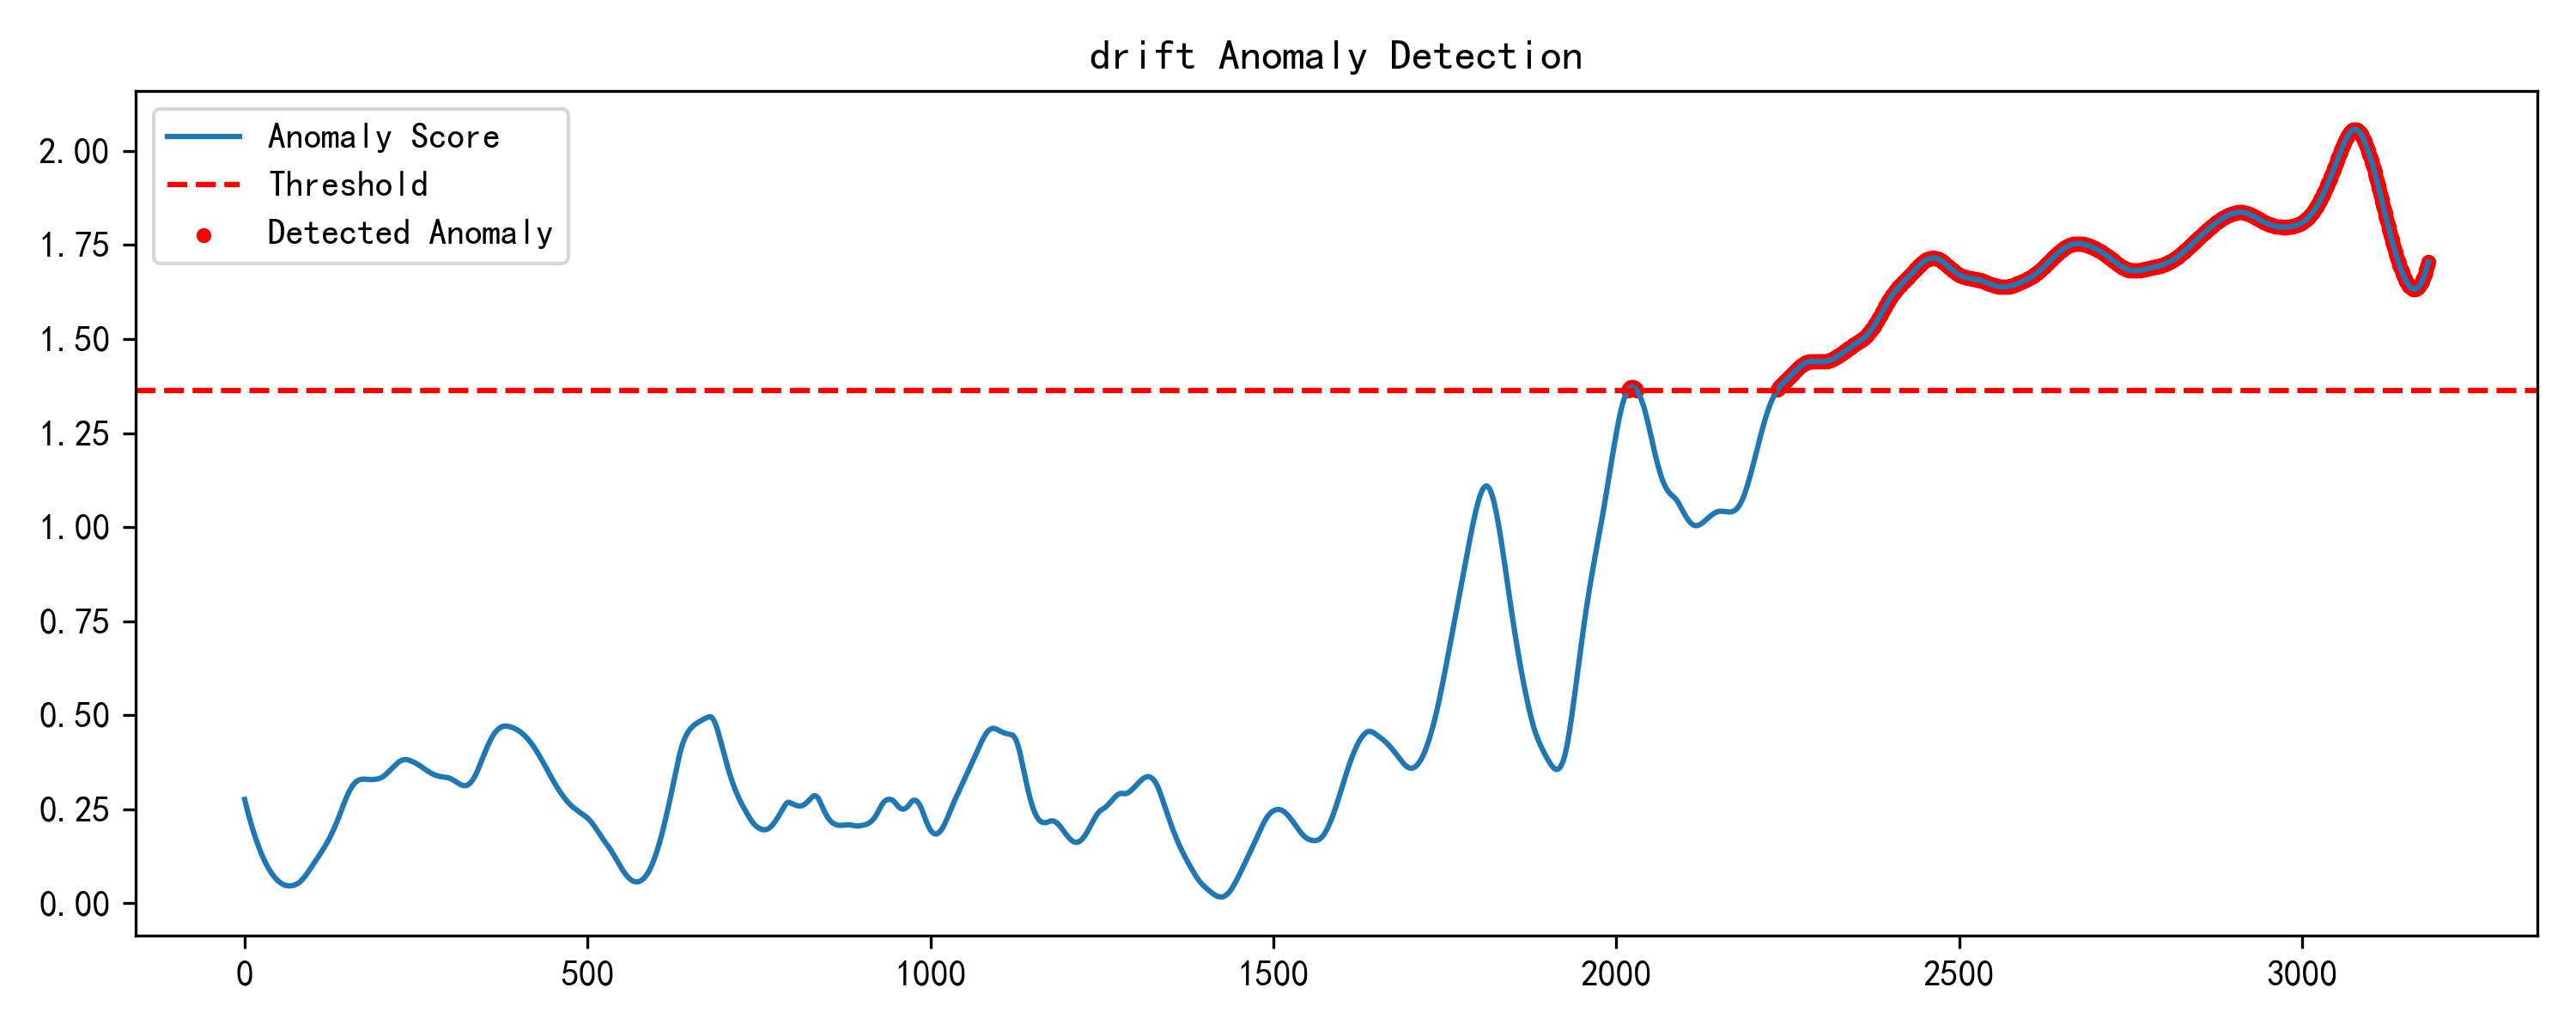 drift Anomaly Detection
Anomaly Score
Threshold
Detected Anomaly
2.00
1.75
1.50
1.25
1.00
0.75
0.50
0.25
0.00
0 500 1000 1500 2000 2500 3000